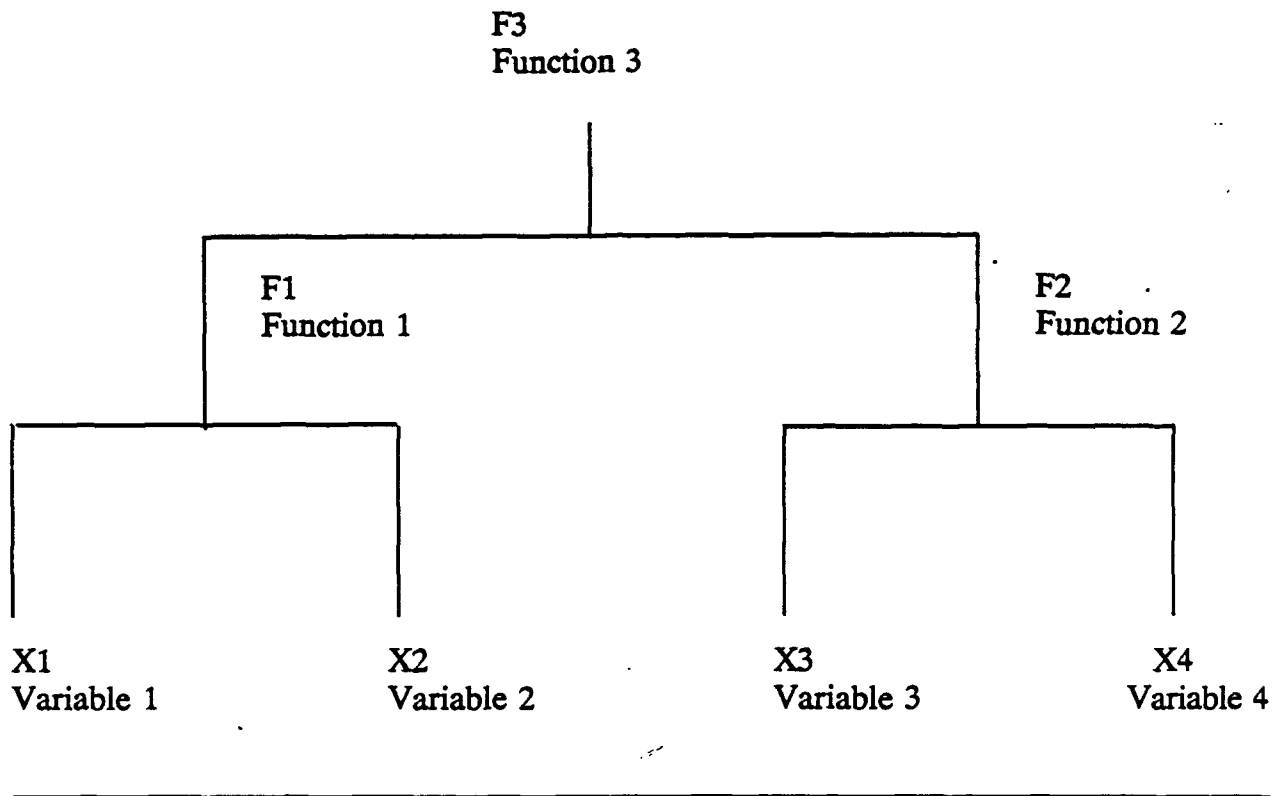 F3
Function 3
F1
Function 1
F2
Function 2
X1
Variable 1
X2
Variable 2
X3
Variable 3
X4
Variable 4